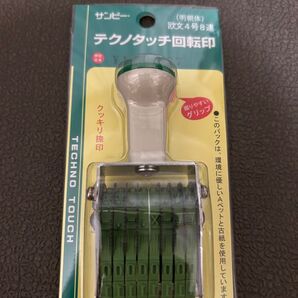 サンビー
(明朝体)
欧文4号8連
テクノタッチ回転印
握りやすい
グリップ
クッキリ捺印
TECHNO TOUCH
●このパックは、環境に優しいAペットと古紙を使用しています